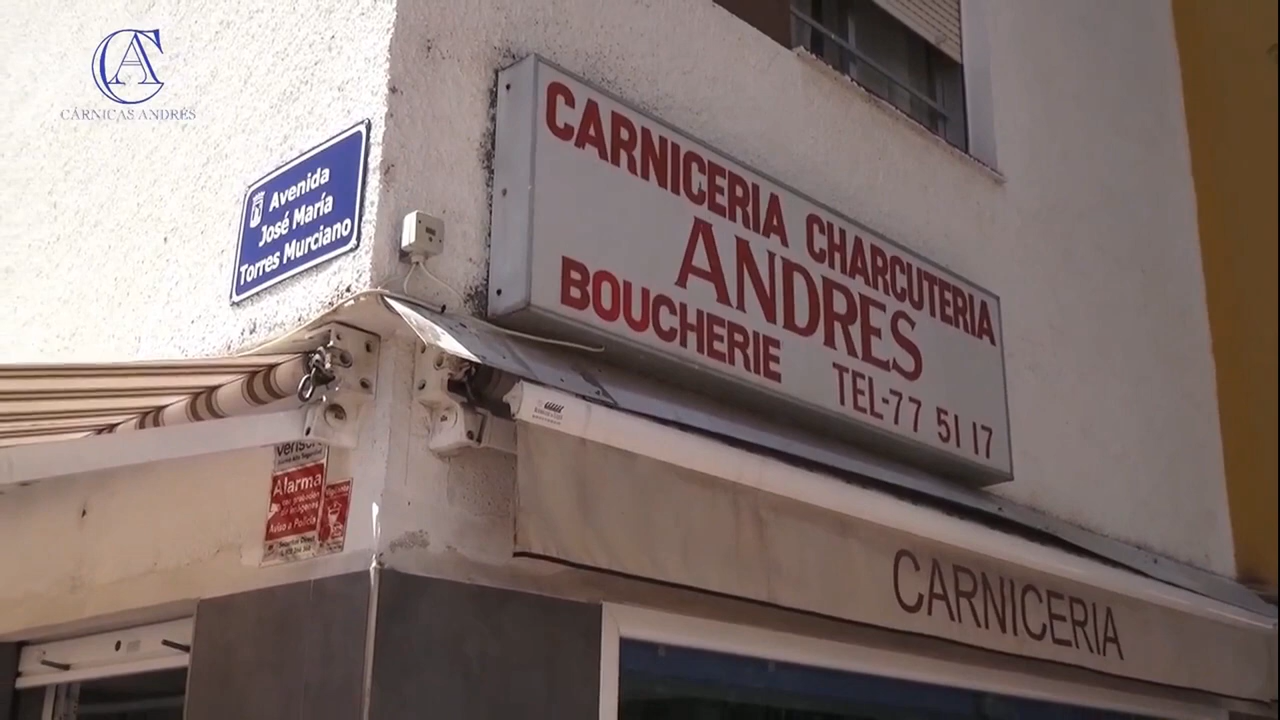 CA
CÁRNICAS ANDRÉS
Avenida
José María
Torres Murciano
CARNICERIA CHARCUTERIA
ANDRES
BOUCHERIE
TEL-77 51 17
Alarma
Aviso a Policía
CARNICERIA